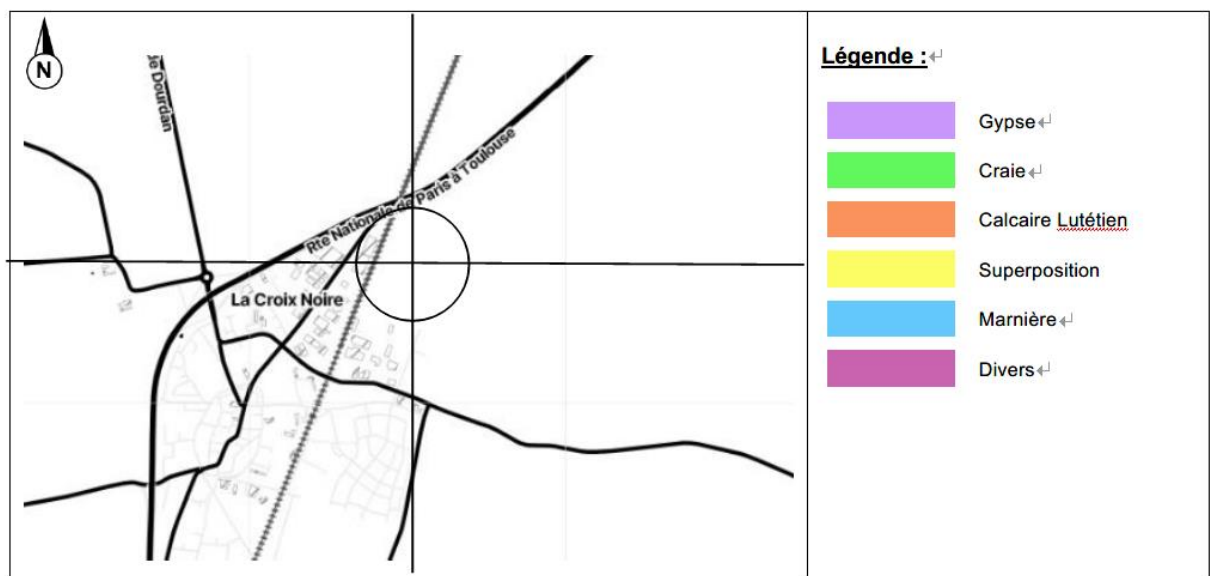 N
de Dourdan
Rte Nationale de Paris à Toulouse
La Croix Noire
Légende :
Gypse
Craie
Calcaire Lutétien
Superposition
Marnière
Divers